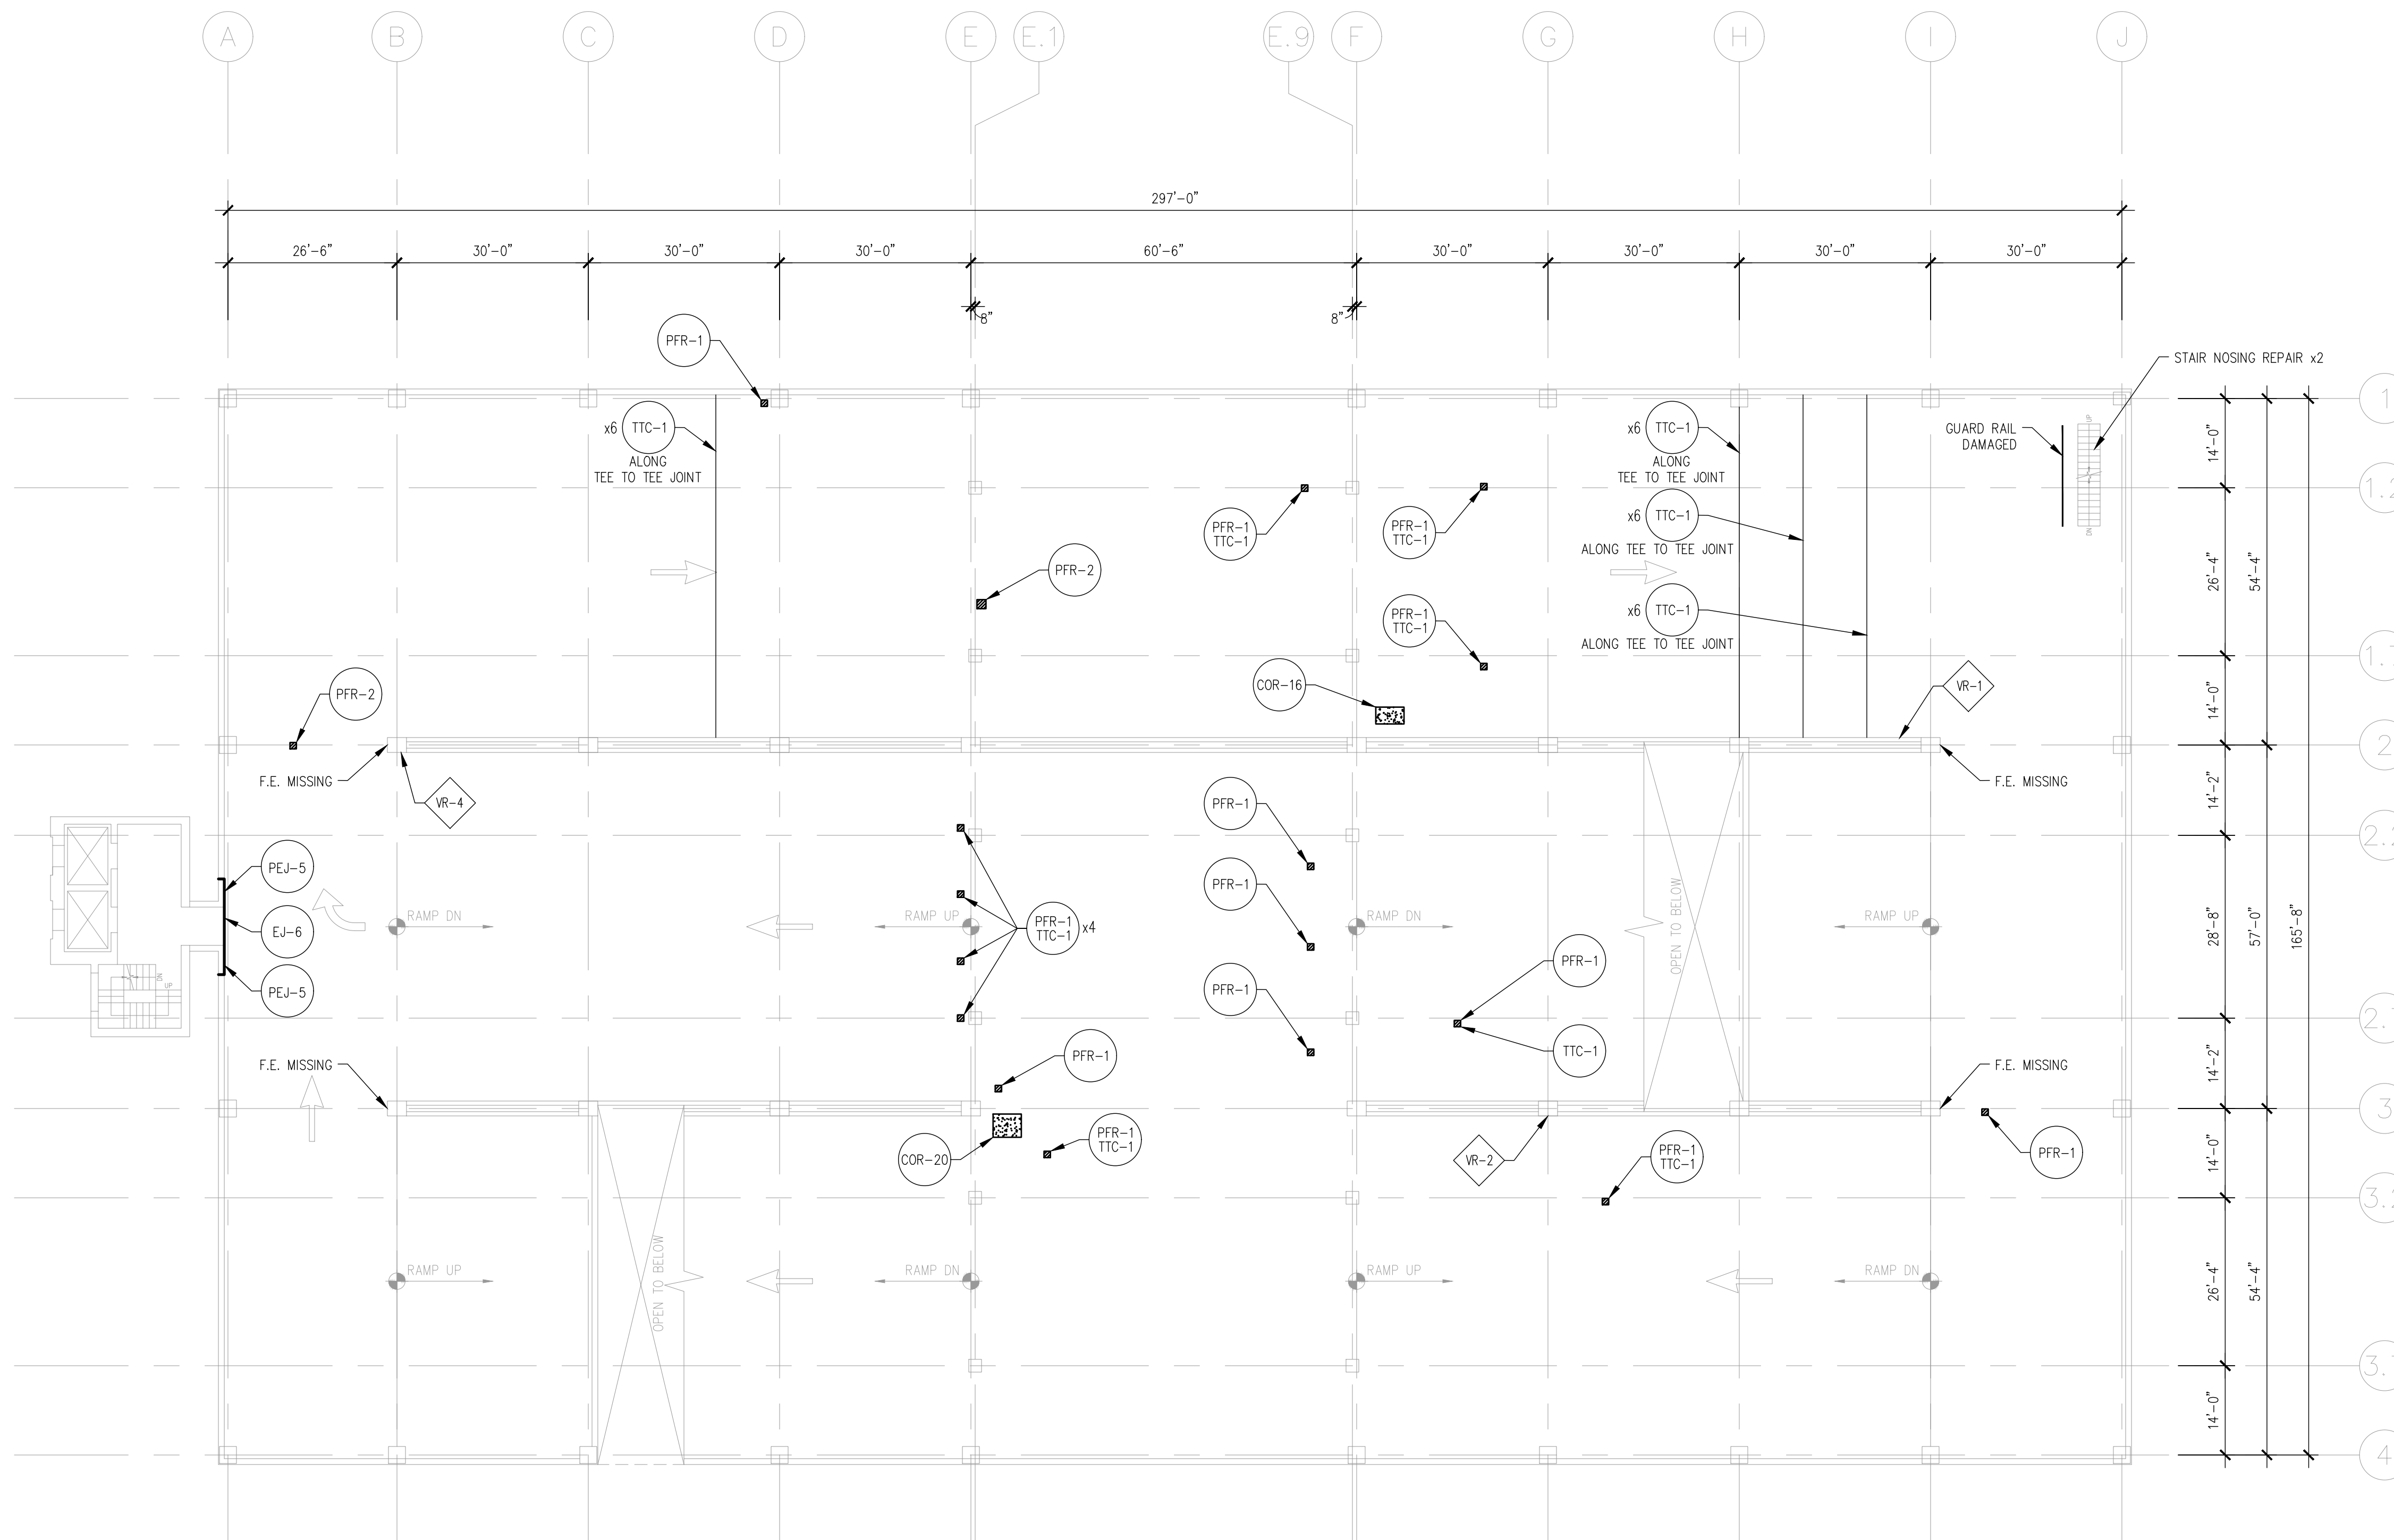 A B C D E E.1 E.9 F G H I J
297'-0"
26'-6" 30'-0" 30'-0" 30'-0" 60'-6" 30'-0" 30'-0" 30'-0" 30'-0"
8" 8"
PFR-1
STAIR NOSING REPAIR x2
1
x6 TTC-1
ALONG
TEE TO TEE JOINT
x6 TTC-1
ALONG
TEE TO TEE JOINT
GUARD RAIL
DAMAGED
UP
DN
14'-0"
PFR-1
TTC-1
PFR-1
TTC-1
x6 TTC-1
ALONG TEE TO TEE JOINT
PFR-2
26'-4"
54'-4"
PFR-1
TTC-1
x6 TTC-1
ALONG TEE TO TEE JOINT
PFR-2
COR-16
VR-1
14'-0"
2
F.E. MISSING
VR-4
F.E. MISSING
14'-2"
PFR-1
PEJ-5
PFR-1
EJ-6
RAMP DN
RAMP UP
PFR-1
TTC-1
x4
RAMP DN
OPEN TO BELOW
RAMP UP
28'-8"
57'-0"
165'-8"
PEJ-5
DN
UP
PFR-1
PFR-1
TTC-1
F.E. MISSING
PFR-1
F.E. MISSING
14'-2"
3
COR-20
PFR-1
TTC-1
VR-2
PFR-1
TTC-1
PFR-1
14'-0"
RAMP UP
OPEN TO BELOW
RAMP DN
RAMP UP
RAMP DN
26'-4"
54'-4"
14'-0"
4